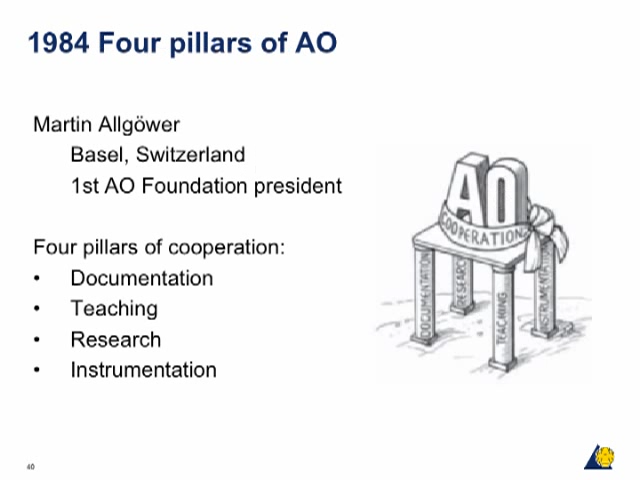 1984 Four pillars of AO
Martin Allgöwer
Basel, Switzerland
1st AO Foundation president
Four pillars of cooperation:
• Documentation
• Teaching
• Research
• Instrumentation
AO
COOPERATION
DOCUMENTATION
RESEARCH
TEACHING
INSTRUMENTATION
40